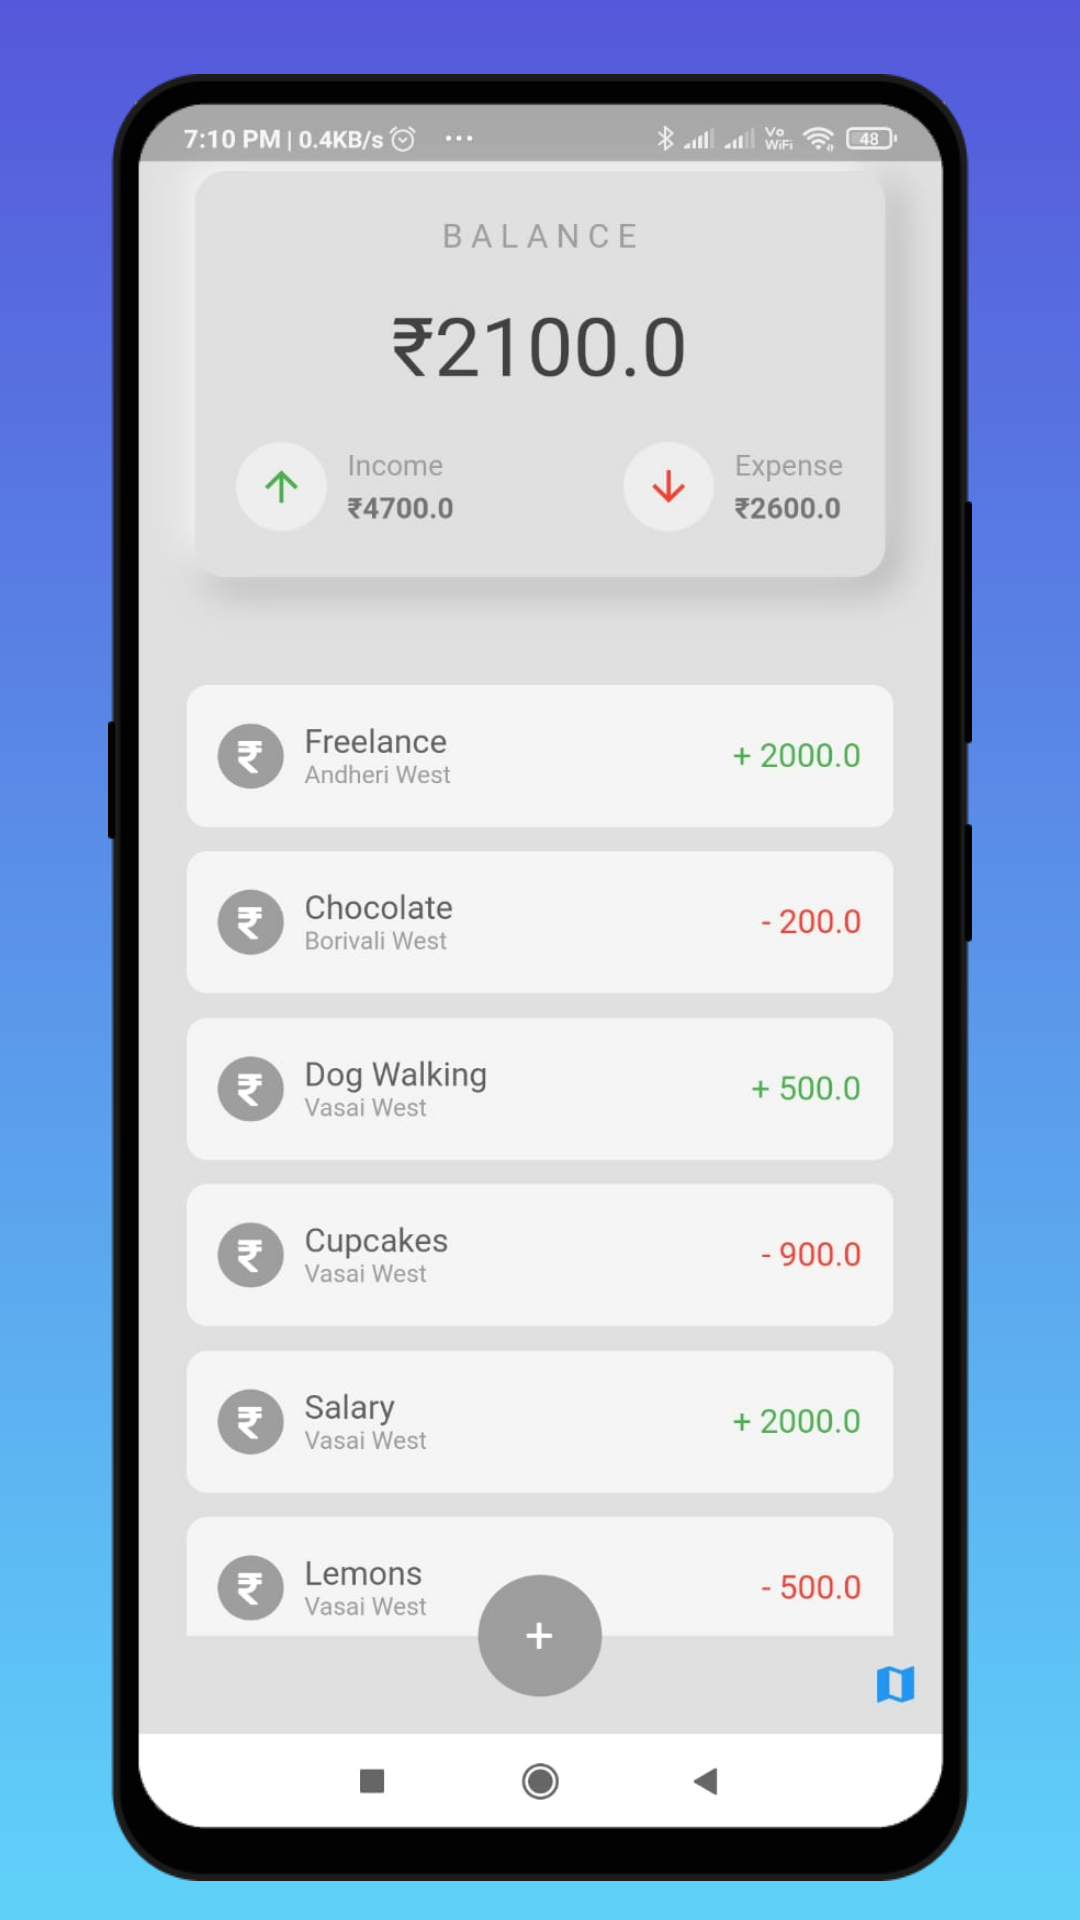 7:10 PM | 0.4KB/s ...
Vo WiFi 48
BALANCE
₹2100.0
Income
₹4700.0
Expense
₹2600.0
₹ Freelance
Andheri West
+ 2000.0
₹ Chocolate
Borivali West
- 200.0
₹ Dog Walking
Vasai West
+ 500.0
₹ Cupcakes
Vasai West
- 900.0
₹ Salary
Vasai West
+ 2000.0
₹ Lemons
Vasai West
- 500.0
+